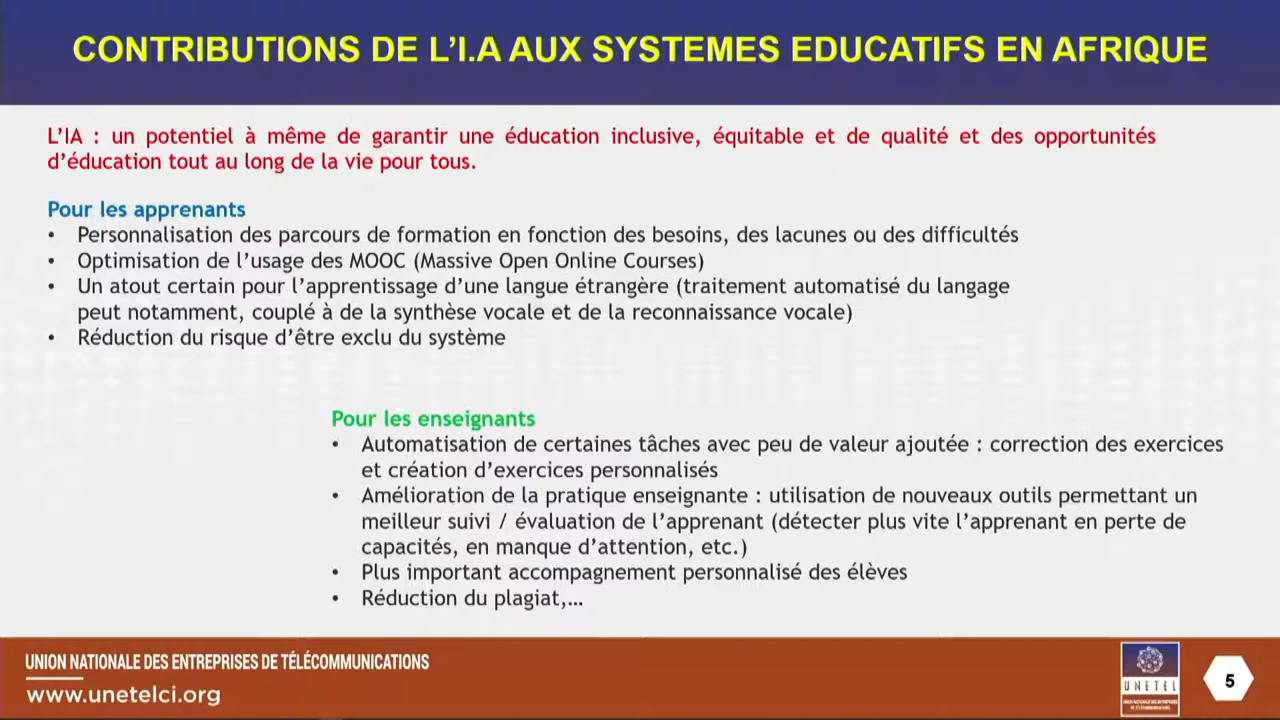 CONTRIBUTIONS DE L'I.A AUX SYSTEMES EDUCATIFS EN AFRIQUE
L'IA : un potentiel à même de garantir une éducation inclusive, équitable et de qualité et des opportunités
d'éducation tout au long de la vie pour tous.
Pour les apprenants
• Personnalisation des parcours de formation en fonction des besoins, des lacunes ou des difficultés
• Optimisation de l'usage des MOOC (Massive Open Online Courses)
• Un atout certain pour l'apprentissage d'une langue étrangère (traitement automatisé du langage
peut notamment, couplé à de la synthèse vocale et de la reconnaissance vocale)
• Réduction du risque d'être exclu du système
Pour les enseignants
• Automatisation de certaines tâches avec peu de valeur ajoutée : correction des exercices
et création d'exercices personnalisés
• Amélioration de la pratique enseignante : utilisation de nouveaux outils permettant un
meilleur suivi / évaluation de l'apprenant (détecter plus vite l'apprenant en perte de
capacités, en manque d'attention, etc.)
• Plus important accompagnement personnalisé des élèves
• Réduction du plagiat,...
UNION NATIONALE DES ENTREPRISES DE TÉLÉCOMMUNICATIONS
www.unetelci.org
UNETEL
UNION NATIONALE DES ENTREPRISES
DE TÉLÉCOMMUNICATIONS
5